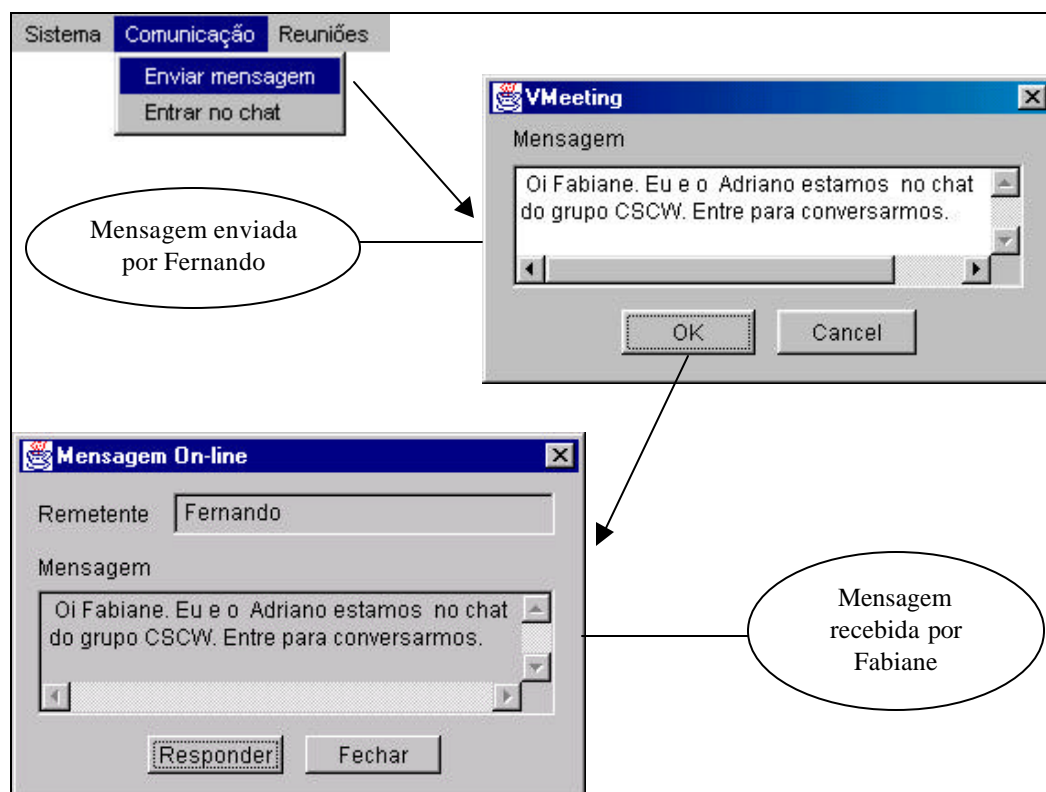 Sistema Comunicação Reuniões
Enviar mensagem
Entrar no chat
VMeeting
Mensagem
Oi Fabiane. Eu e o Adriano estamos no chat
do grupo CSCW. Entre para conversarmos.
OK Cancel
Mensagem enviada
por Fernando
Mensagem On-line
Remetente Fernando
Mensagem
Oi Fabiane. Eu e o Adriano estamos no chat
do grupo CSCW. Entre para conversarmos.
Responder Fechar
Mensagem
recebida por
Fabiane